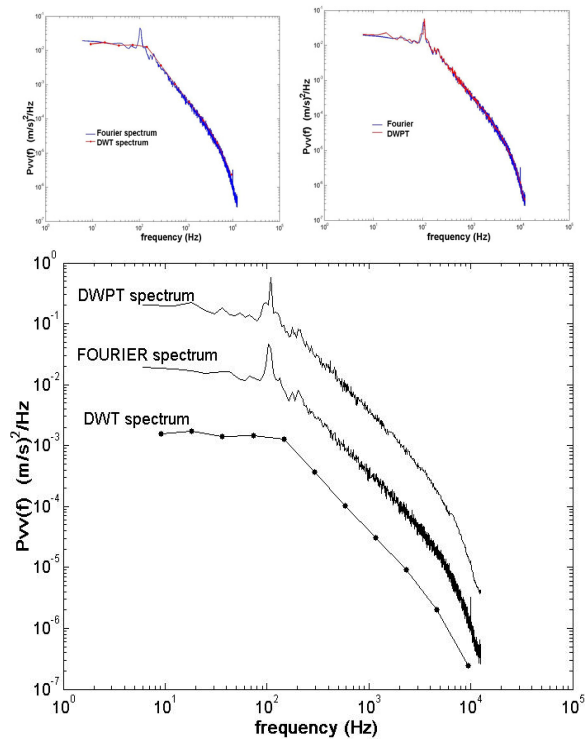 Pvv(f) (m/s)²/Hz
Fourier spectrum
DWT spectrum
frequency (Hz)
Pvv(f) (m/s)²/Hz
Fourier
DWPT
frequency (Hz)
Pvv(f) (m/s)²/Hz
10⁰
10⁻¹
10⁻²
10⁻³
10⁻⁴
10⁻⁵
10⁻⁶
10⁻⁷
DWPT spectrum
FOURIER spectrum
DWT spectrum
10⁰ 10¹ 10² 10³ 10⁴ 10⁵
frequency (Hz)